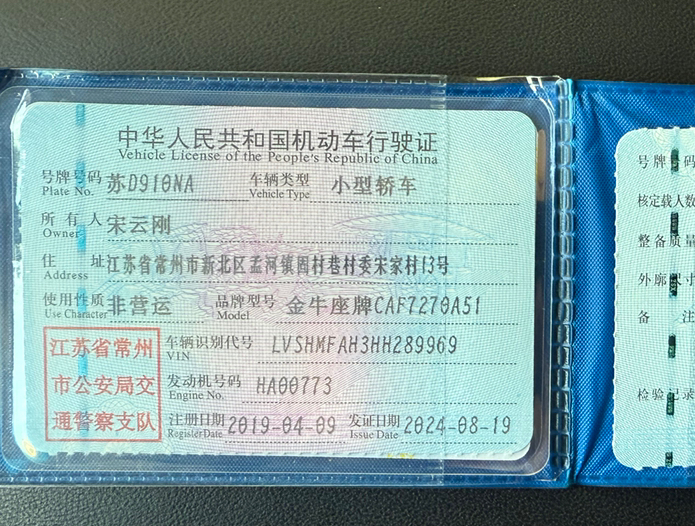 中华人民共和国机动车行驶证
Vehicle License of the People's Republic of China
号牌号码 苏D910NA 车辆类型 小型轿车
Plate No. Vehicle Type
所有人 宋云刚
Owner
住址 江苏省常州市新北区孟河镇固村巷村委宋家村13号
Address
使用性质 非营运 品牌型号 金牛座牌CAF7270A51
Use Character Model
江苏省常州
市公安局交
通警察支队
车辆识别代号 LVSHMFAH3HH289969
VIN
发动机号码 HA00773
Engine No.
注册日期 2019-04-09 发证日期 2024-08-19
Register Date Issue Date
号牌
核定载人数
整备质量
外廓尺寸
备注
检验记录